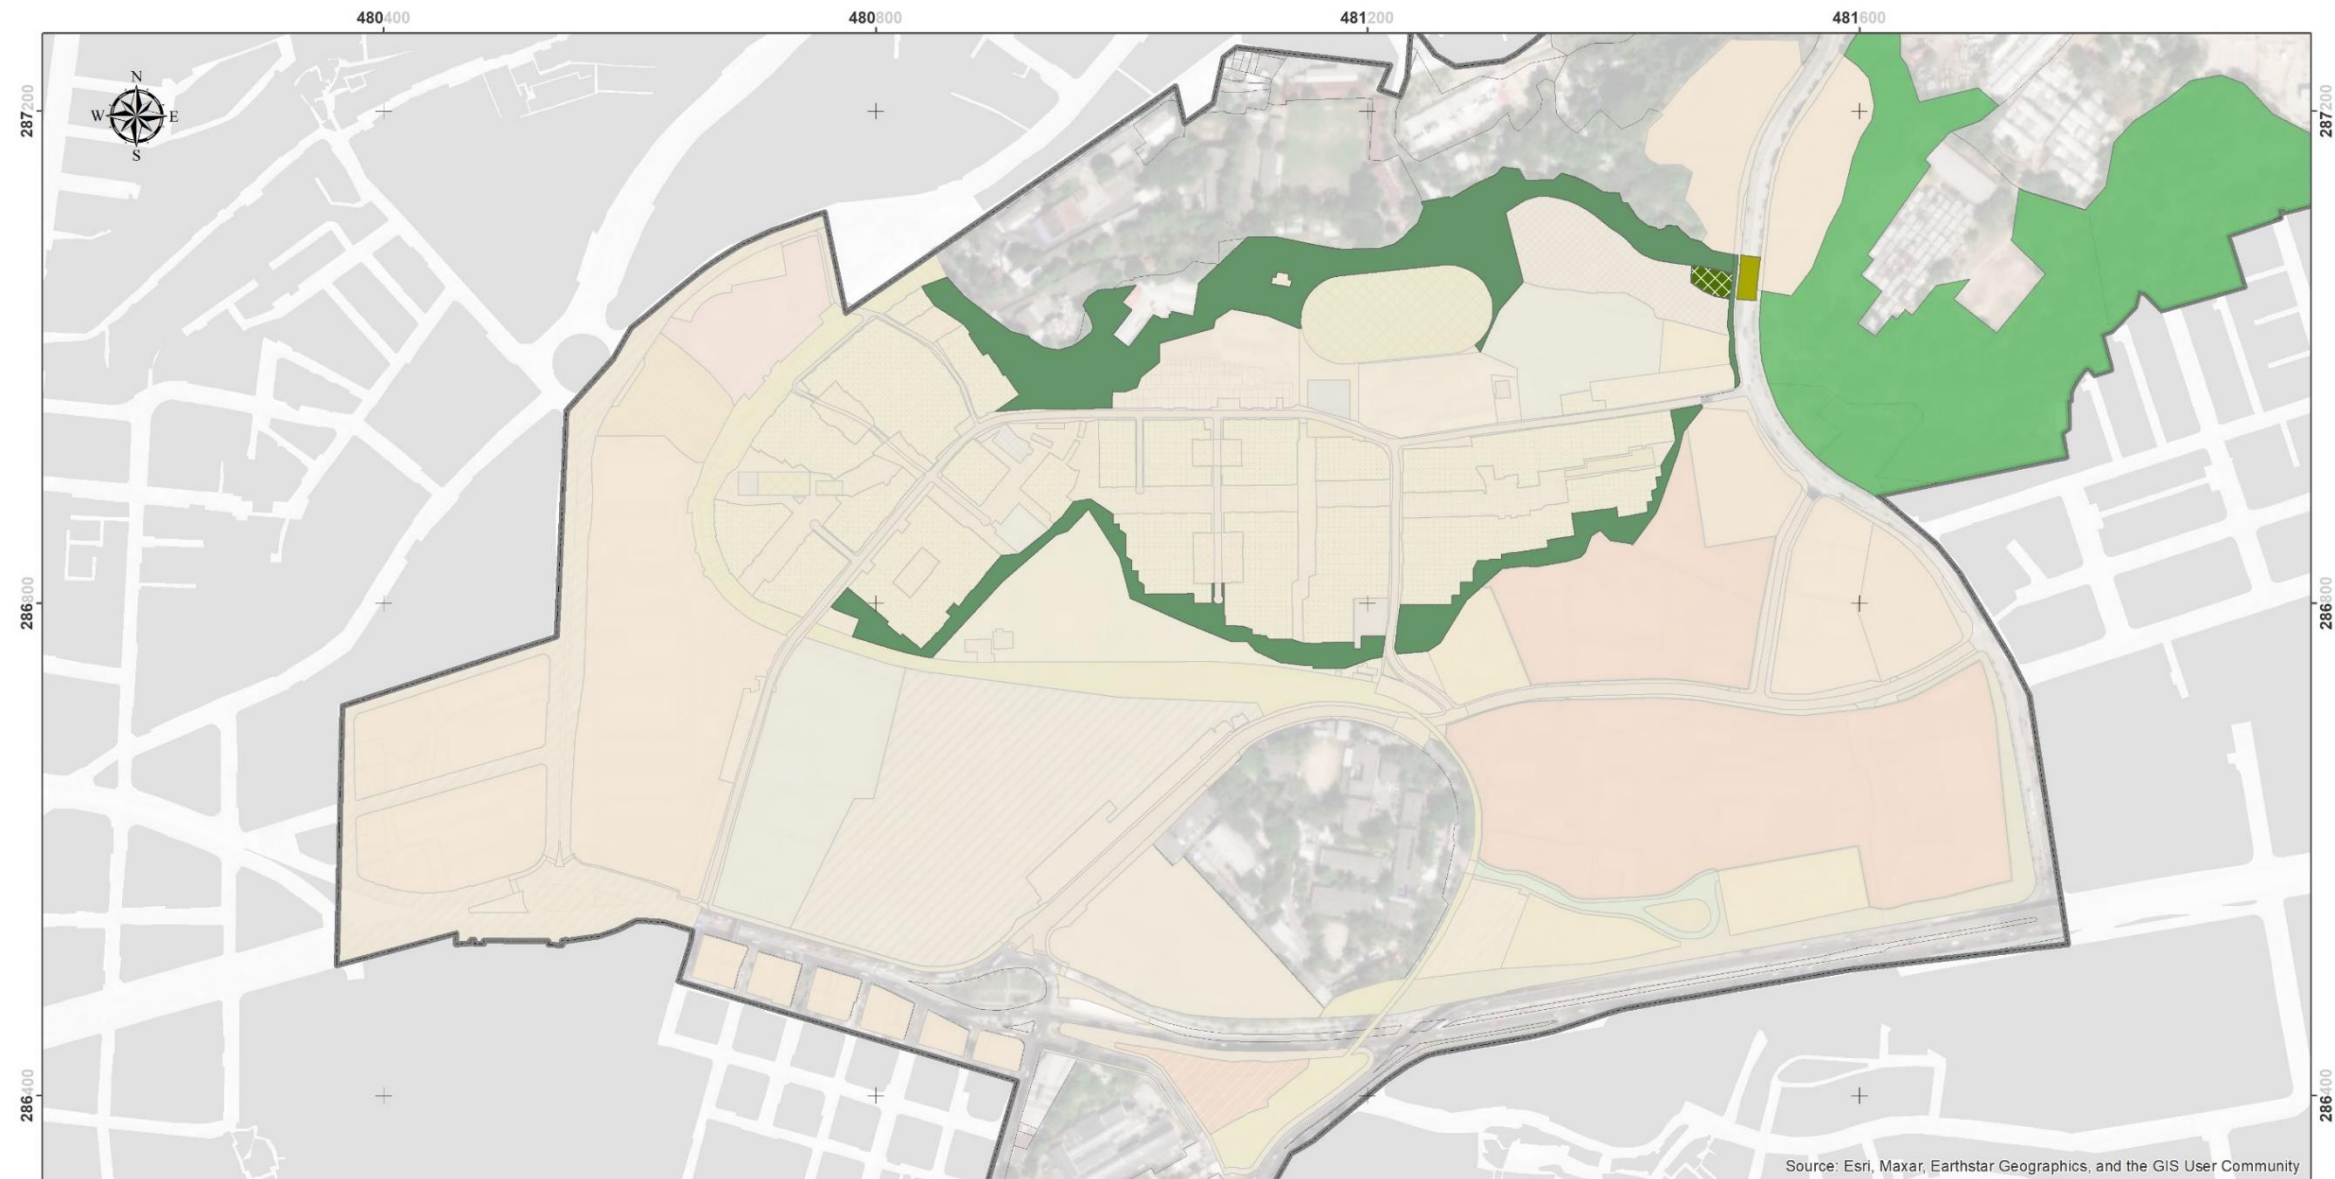 480400 480800 481200 481600
287200 287200
N
W E
S
286800 286800
286400 286400
Source: Esri, Maxar, Earthstar Geographics, and the GIS User Community